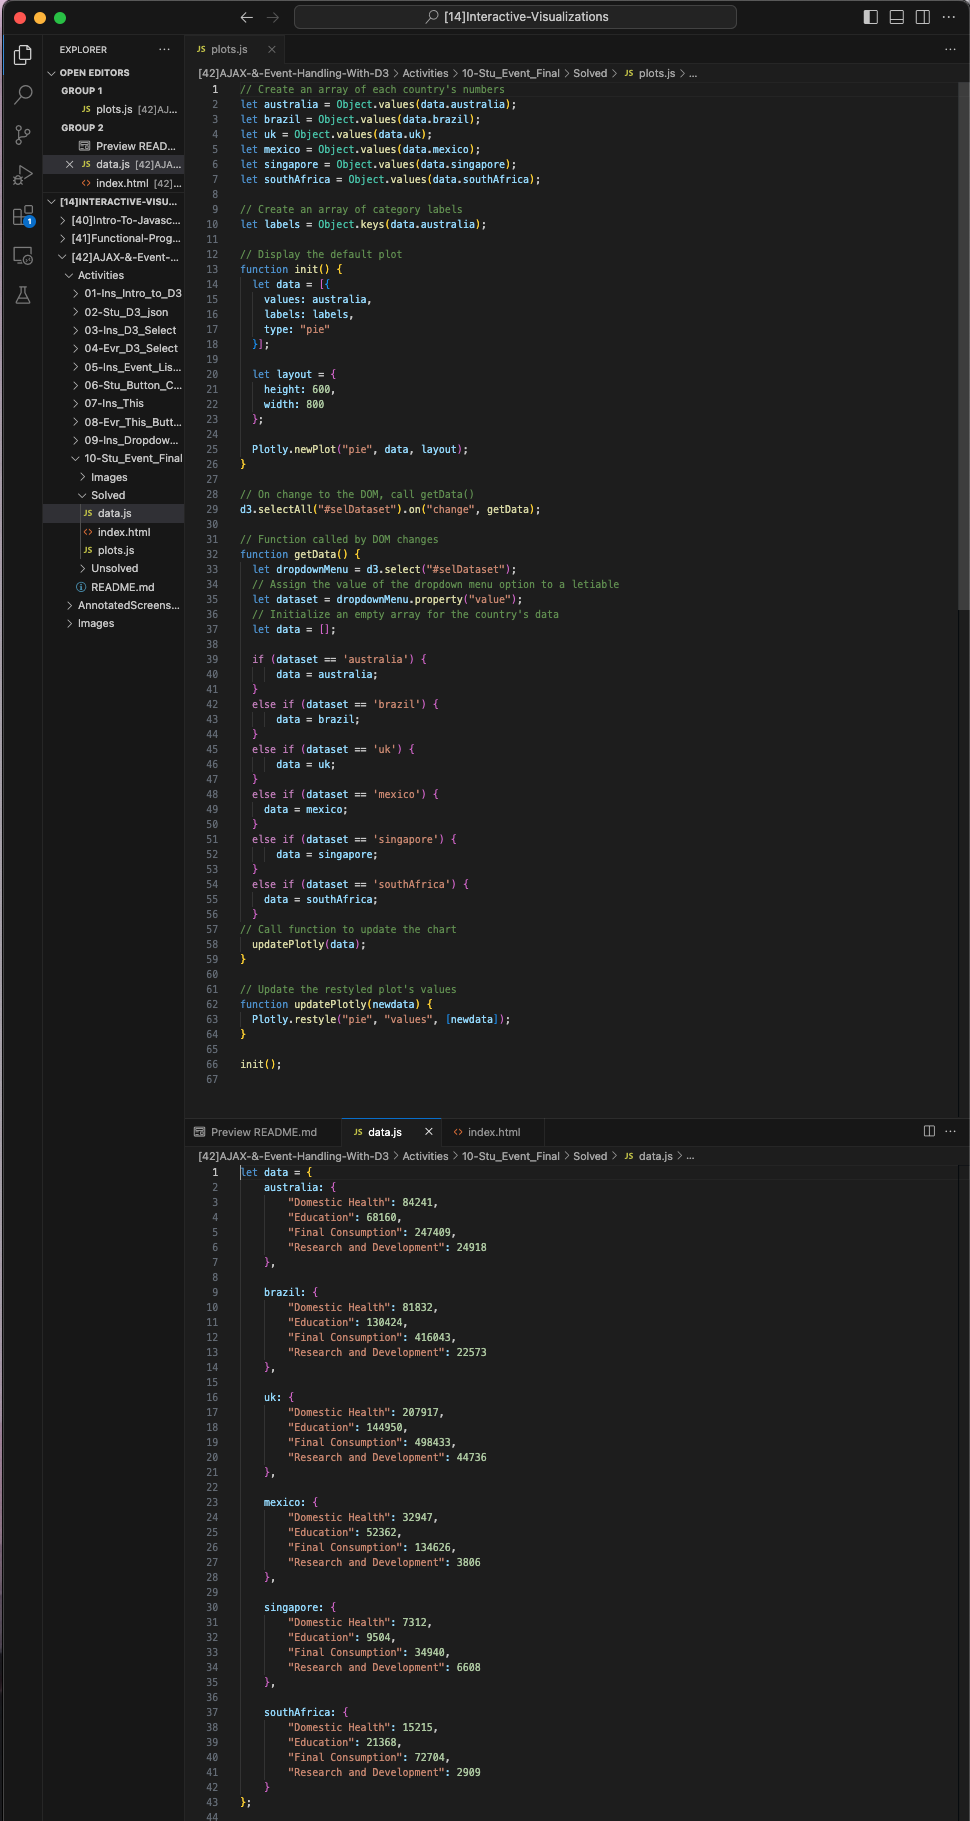 [14]Interactive-Visualizations
EXPLORER
OPEN EDITORS
GROUP 1
JS plots.js [42]AJ...
GROUP 2
Preview READ...
JS data.js [42]AJA...
<> index.html [42]...
[14]INTERACTIVE-VISU...
[40]Intro-To-Javasc...
[41]Functional-Prog...
[42]AJAX-&-Event-...
Activities
01-Ins_Intro_to_D3
02-Stu_D3_json
03-Ins_D3_Select
04-Evr_D3_Select
05-Ins_Event_Lis...
06-Stu_Button_C...
07-Ins_This
08-Evr_This_Butt...
09-Ins_Dropdow...
10-Stu_Event_Final
Images
Solved
JS data.js
<> index.html
JS plots.js
Unsolved
README.md
AnnotatedScreens...
Images
1
JS plots.js
[42]AJAX-&-Event-Handling-With-D3 > Activities > 10-Stu_Event_Final > Solved > JS plots.js > ...
1 // Create an array of each country's numbers
2 let australia = Object.values(data.australia);
3 let brazil = Object.values(data.brazil);
4 let uk = Object.values(data.uk);
5 let mexico = Object.values(data.mexico);
6 let singapore = Object.values(data.singapore);
7 let southAfrica = Object.values(data.southAfrica);
8
9 // Create an array of category labels
10 let labels = Object.keys(data.australia);
11
12 // Display the default plot
13 function init() {
14 let data = [{
15 values: australia,
16 labels: labels,
17 type: "pie"
18 }];
19
20 let layout = {
21 height: 600,
22 width: 800
23 };
24
25 Plotly.newPlot("pie", data, layout);
26 }
27
28 // On change to the DOM, call getData()
29 d3.selectAll("#selDataset").on("change", getData);
30
31 // Function called by DOM changes
32 function getData() {
33 let dropdownMenu = d3.select("#selDataset");
34 // Assign the value of the dropdown menu option to a letiable
35 let dataset = dropdownMenu.property("value");
36 // Initialize an empty array for the country's data
37 let data = [];
38
39 if (dataset == 'australia') {
40 data = australia;
41 }
42 else if (dataset == 'brazil') {
43 data = brazil;
44 }
45 else if (dataset == 'uk') {
46 data = uk;
47 }
48 else if (dataset == 'mexico') {
49 data = mexico;
50 }
51 else if (dataset == 'singapore') {
52 data = singapore;
53 }
54 else if (dataset == 'southAfrica') {
55 data = southAfrica;
56 }
57 // Call function to update the chart
58 updatePlotly(data);
59 }
60
61 // Update the restyled plot's values
62 function updatePlotly(newdata) {
63 Plotly.restyle("pie", "values", [newdata]);
64 }
65
66 init();
67
Preview README.md JS data.js <> index.html
[42]AJAX-&-Event-Handling-With-D3 > Activities > 10-Stu_Event_Final > Solved > JS data.js > ...
1 let data = {
2 australia: {
3 "Domestic Health": 84241,
4 "Education": 68160,
5 "Final Consumption": 247409,
6 "Research and Development": 24918
7 },
8
9 brazil: {
10 "Domestic Health": 81832,
11 "Education": 130424,
12 "Final Consumption": 416043,
13 "Research and Development": 22573
14 },
15
16 uk: {
17 "Domestic Health": 207917,
18 "Education": 144950,
19 "Final Consumption": 498433,
20 "Research and Development": 44736
21 },
22
23 mexico: {
24 "Domestic Health": 32947,
25 "Education": 52362,
26 "Final Consumption": 134626,
27 "Research and Development": 3806
28 },
29
30 singapore: {
31 "Domestic Health": 7312,
32 "Education": 9504,
33 "Final Consumption": 34940,
34 "Research and Development": 6608
35 },
36
37 southAfrica: {
38 "Domestic Health": 15215,
39 "Education": 21368,
40 "Final Consumption": 72704,
41 "Research and Development": 2909
42 }
43 };
44